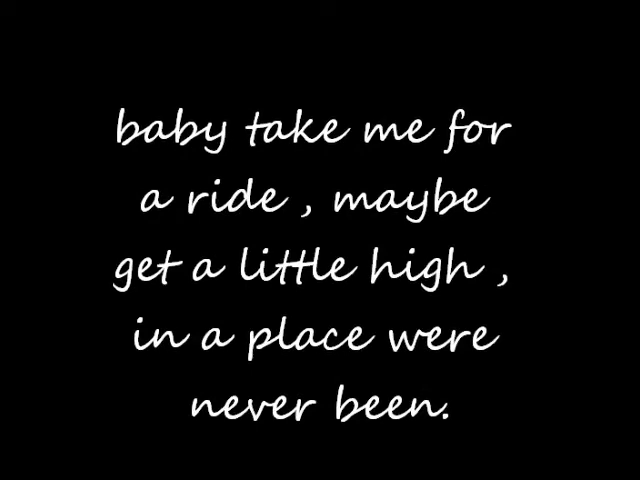 baby take me for
a ride , maybe
get a little high ,
in a place were
never been.